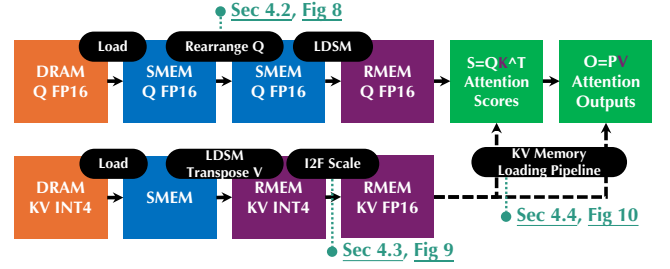 Sec 4.2, Fig 8
Load
Rearrange Q
LDSM
DRAM
Q FP16
SMEM
Q FP16
SMEM
Q FP16
RMEM
Q FP16
S=QK^T
Attention
Scores
O=PV
Attention
Outputs
Load
LDSM
Transpose V
I2F Scale
KV Memory
Loading Pipeline
DRAM
KV INT4
SMEM
RMEM
KV INT4
RMEM
KV FP16
Sec 4.4, Fig 10
Sec 4.3, Fig 9